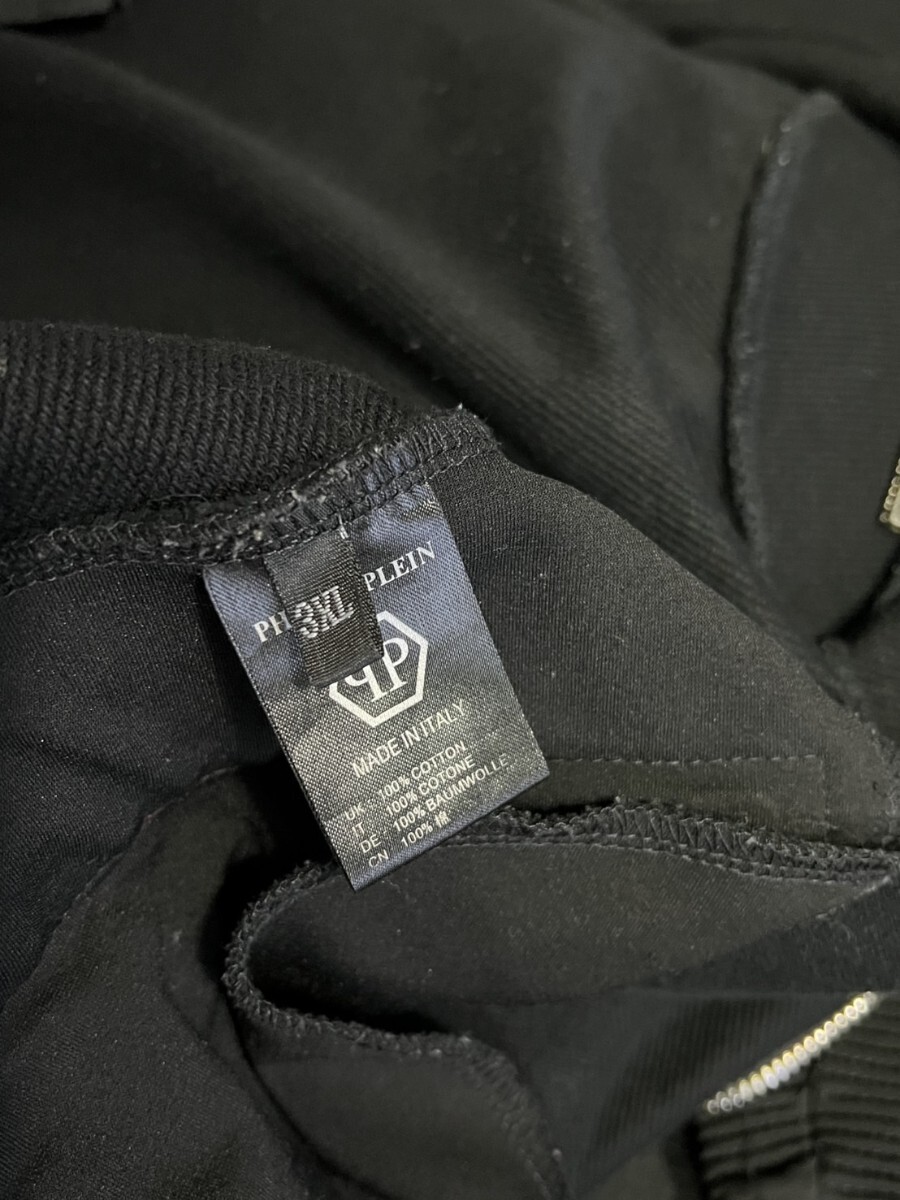 PH PLEIN
3XL
PP
MADE IN ITALY
UK: 100% COTTON
IT: 100% COTONE
DE: 100% BAUMWOLLE
CN: 100% 棉